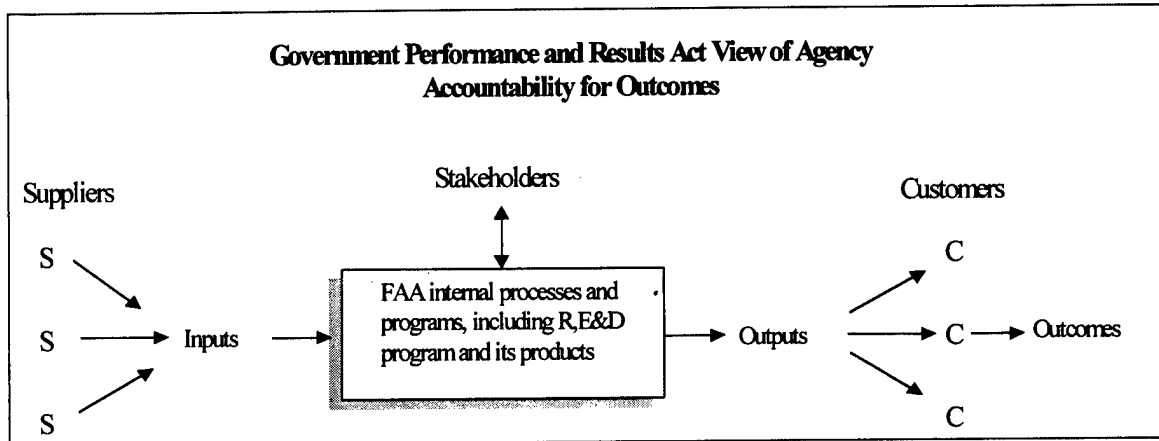 Government Performance and Results Act View of Agency
Accountability for Outcomes
Suppliers
Stakeholders
Customers
S
S
S
Inputs
FAA internal processes and
programs, including R,E&D
program and its products
Outputs
C
C
C
Outcomes